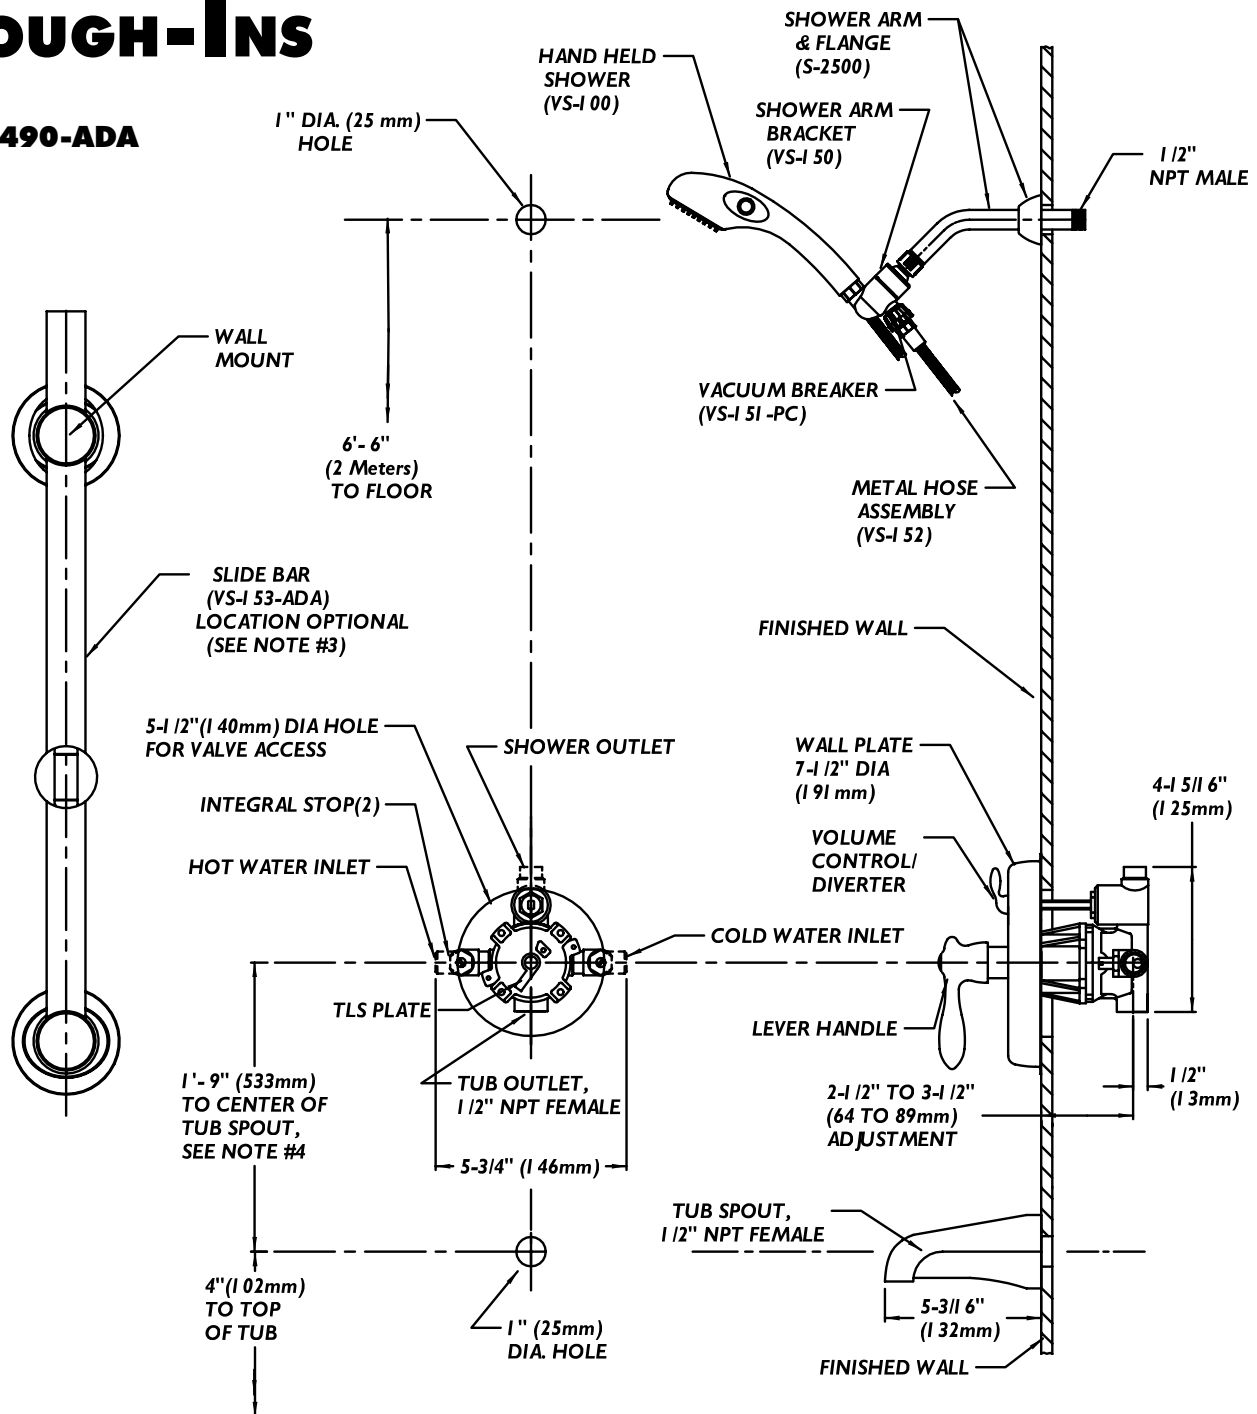 OUGH-INS
490-ADA
SHOWER ARM
& FLANGE
(S-2500)
HAND HELD
SHOWER
(VS-100)
SHOWER ARM
BRACKET
(VS-150)
1" DIA. (25 mm)
HOLE
1/2"
NPT MALE
WALL
MOUNT
VACUUM BREAKER
(VS-151-PC)
6'-6"
(2 Meters)
TO FLOOR
METAL HOSE
ASSEMBLY
(VS-152)
SLIDE BAR
(VS-153-ADA)
LOCATION OPTIONAL
(SEE NOTE #3)
FINISHED WALL
5-1/2"(140mm) DIA HOLE
FOR VALVE ACCESS
SHOWER OUTLET
WALL PLATE
7-1/2" DIA
(191 mm)
4-15/16"
(125mm)
INTEGRAL STOP(2)
VOLUME
CONTROL/
DIVERTER
HOT WATER INLET
COLD WATER INLET
TLS PLATE
LEVER HANDLE
1'-9" (533mm)
TO CENTER OF
TUB SPOUT,
SEE NOTE #4
TUB OUTLET,
1/2" NPT FEMALE
2-1/2" TO 3-1/2"
(64 TO 89mm)
ADJUSTMENT
1/2"
(13mm)
5-3/4" (146mm)
TUB SPOUT,
1/2" NPT FEMALE
4"(102mm)
TO TOP
OF TUB
5-3/16"
(132mm)
1" (25mm)
DIA. HOLE
FINISHED WALL